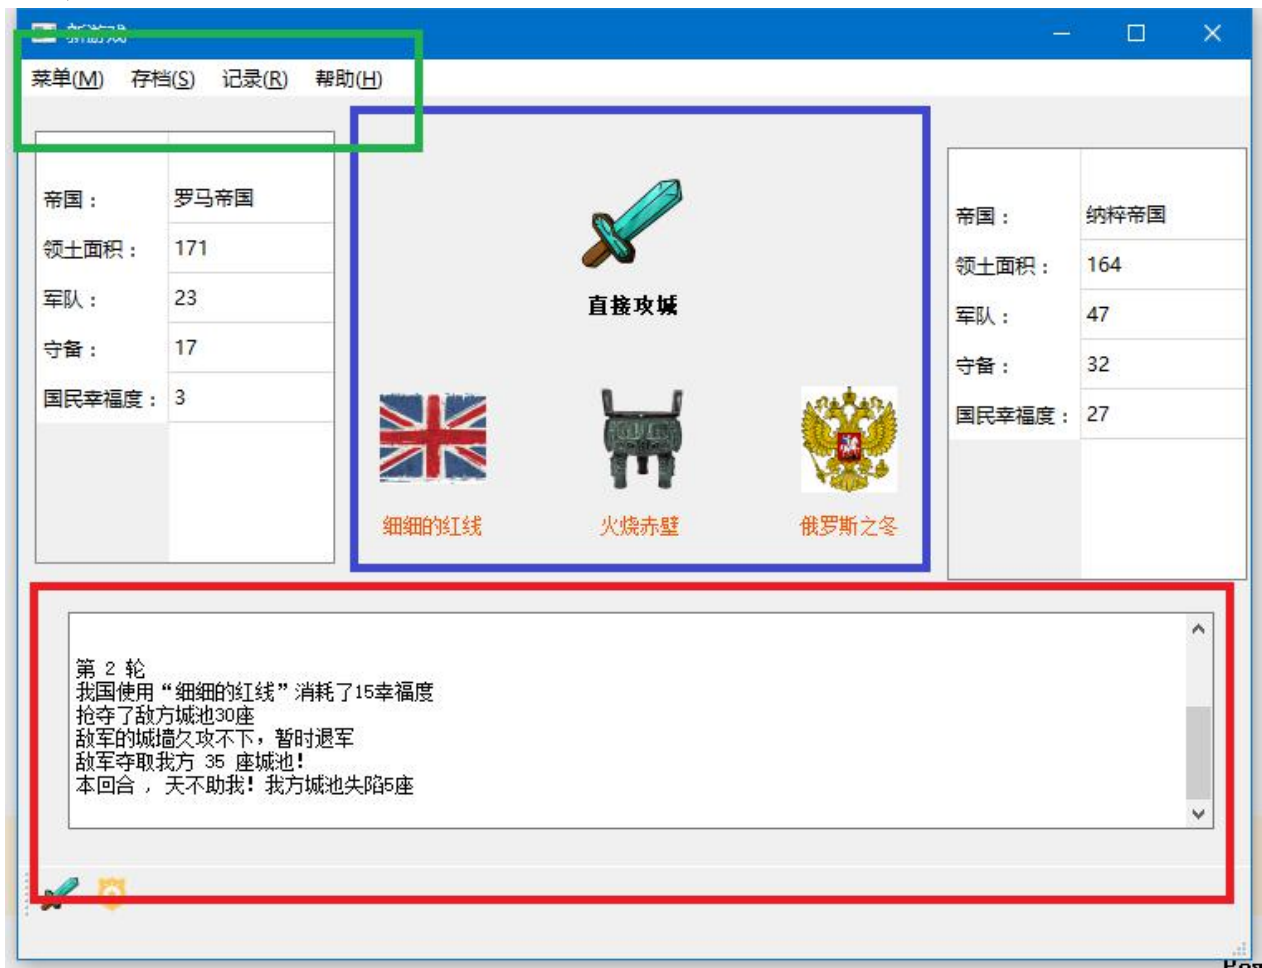 新游戏
菜单(M) 存档(S) 记录(R) 帮助(H)
帝国： 罗马帝国
领土面积： 171
军队： 23
守备： 17
国民幸福度： 3
直接攻城
细细的红线
火烧赤壁
俄罗斯之冬
帝国： 纳粹帝国
领土面积： 164
军队： 47
守备： 32
国民幸福度： 27
第 2 轮
我国使用“细细的红线”消耗了15幸福度
抢夺了敌方城池30座
敌军的城墙久攻不下，暂时退军
敌军夺取我方 35 座城池！
本回合 ，天不助我！我方城池失陷5座